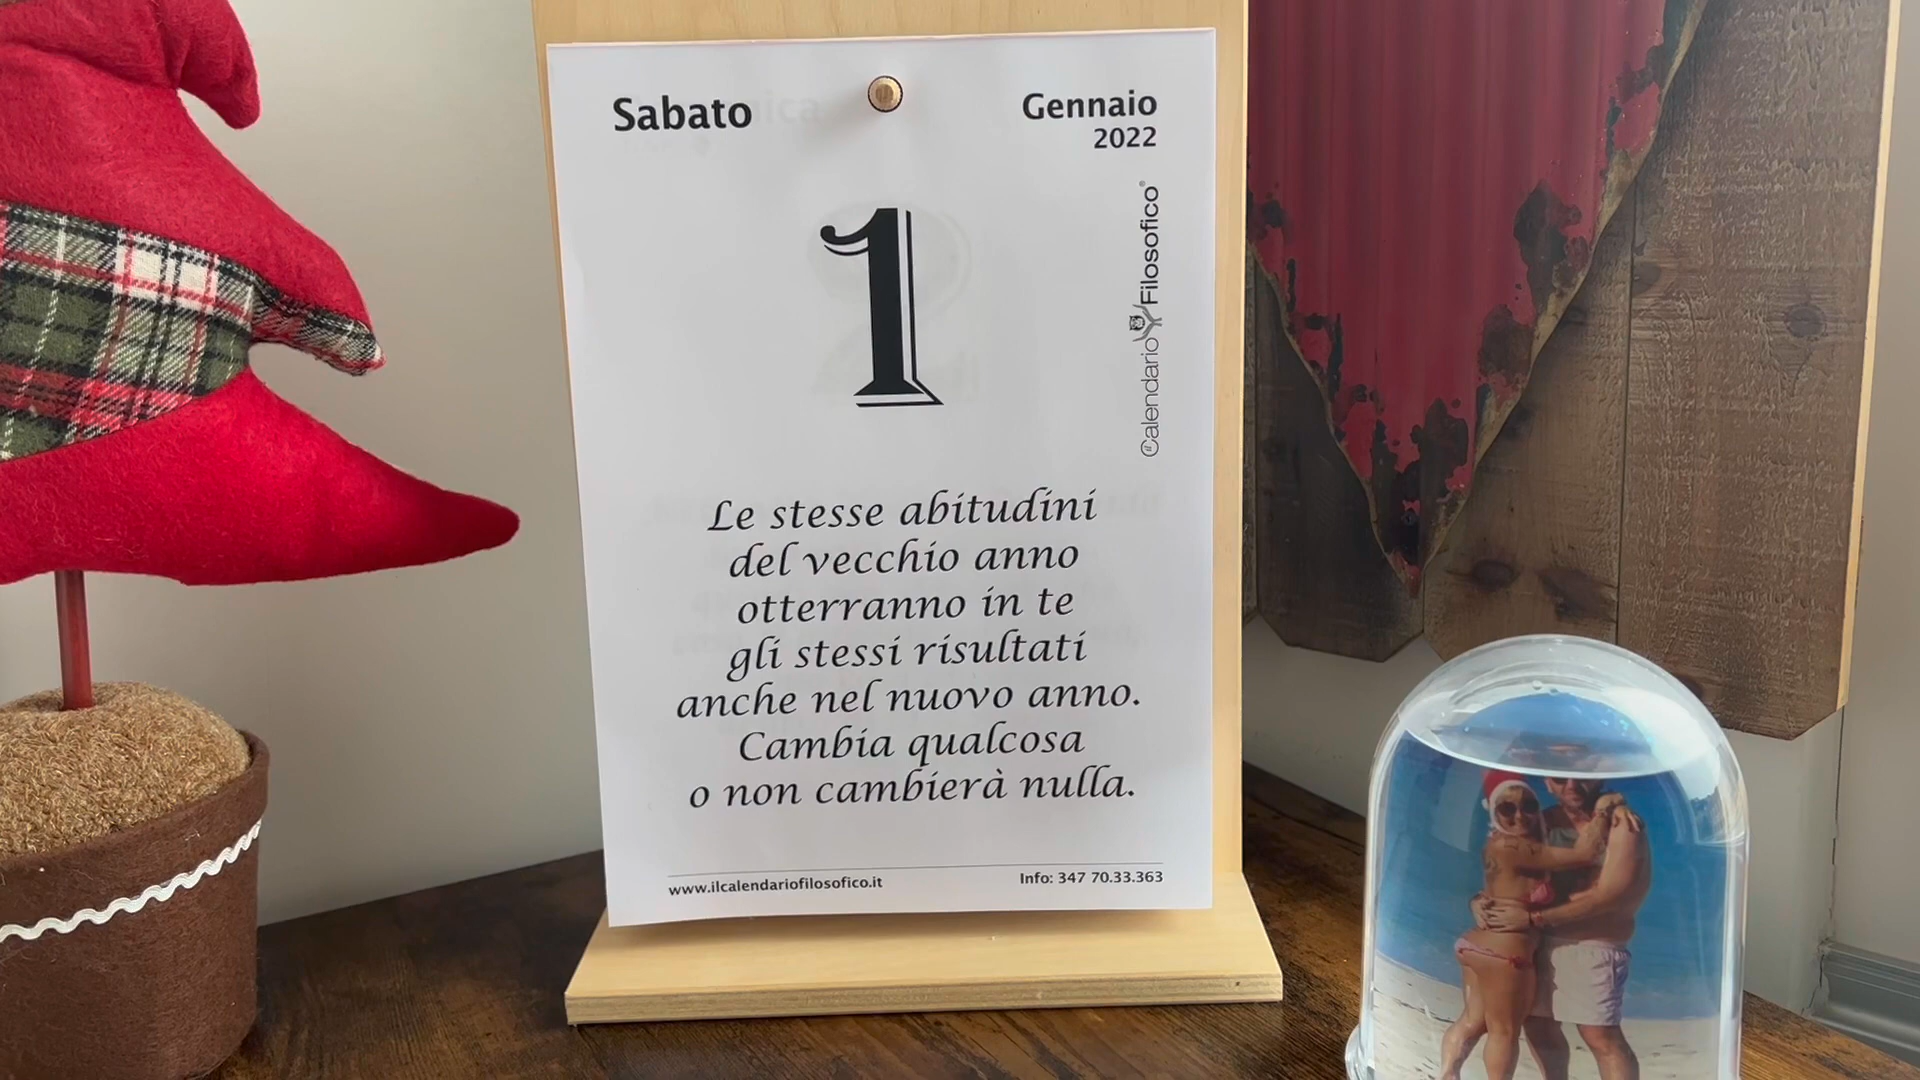 Sabato
Gennaio
2022
1
il Calendario Filosofico®
Le stesse abitudini
del vecchio anno
otterranno in te
gli stessi risultati
anche nel nuovo anno.
Cambia qualcosa
o non cambierà nulla.
www.ilcalendariofilosofico.it
Info: 347 70.33.363